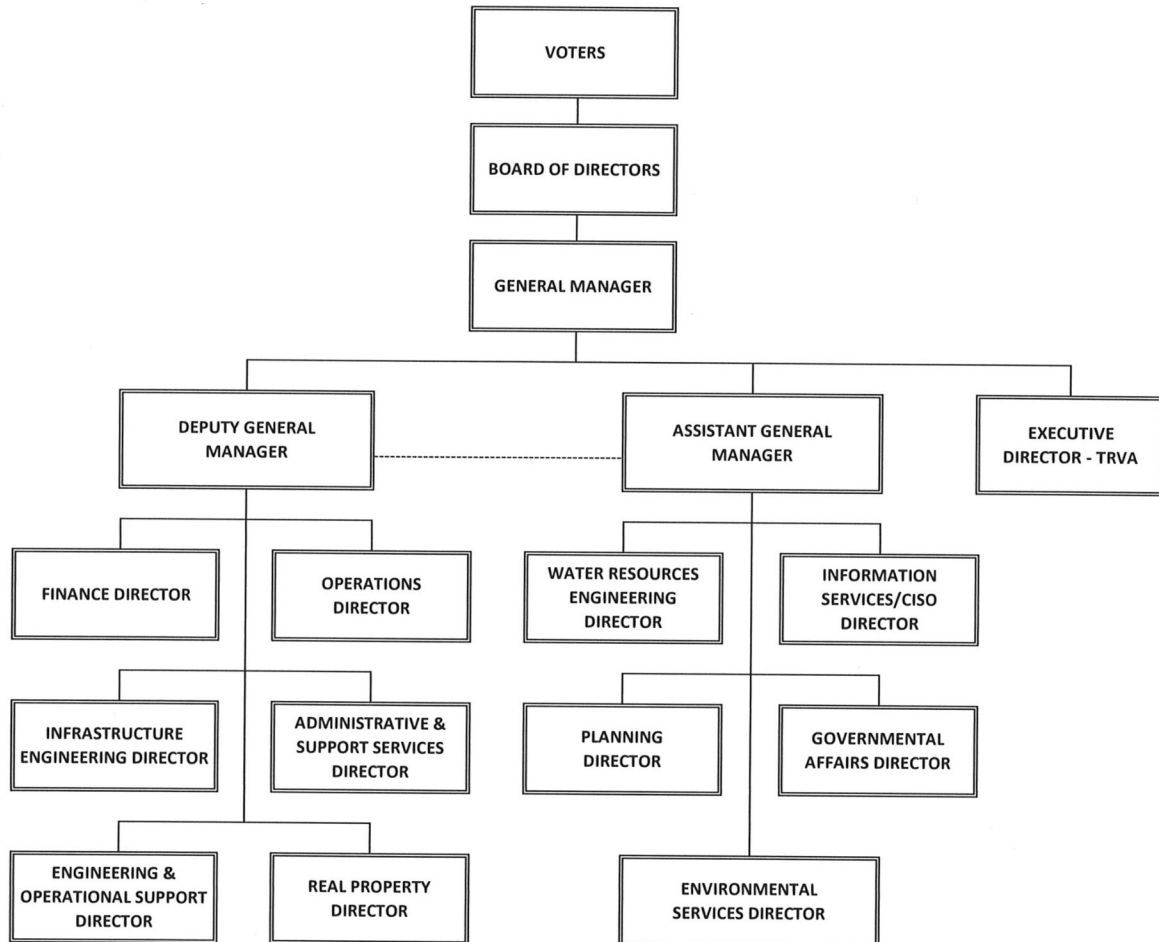 VOTERS
BOARD OF DIRECTORS
GENERAL MANAGER
DEPUTY GENERAL
MANAGER
ASSISTANT GENERAL
MANAGER
EXECUTIVE
DIRECTOR - TRVA
FINANCE DIRECTOR
OPERATIONS
DIRECTOR
WATER RESOURCES
ENGINEERING
DIRECTOR
INFORMATION
SERVICES/CISO
DIRECTOR
INFRASTRUCTURE
ENGINEERING DIRECTOR
ADMINISTRATIVE &
SUPPORT SERVICES
DIRECTOR
PLANNING
DIRECTOR
GOVERNMENTAL
AFFAIRS DIRECTOR
ENGINEERING &
OPERATIONAL SUPPORT
DIRECTOR
REAL PROPERTY
DIRECTOR
ENVIRONMENTAL
SERVICES DIRECTOR